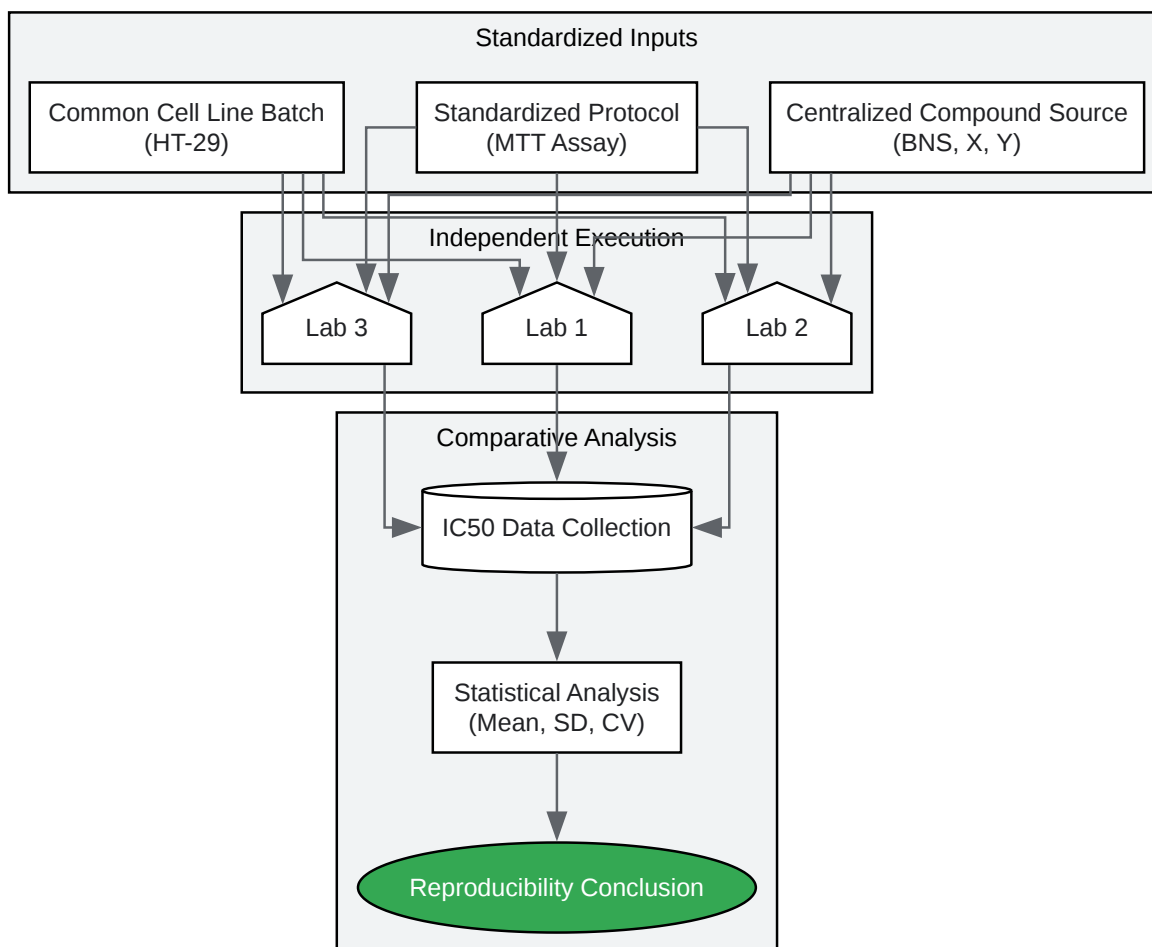 Standardized Inputs
Common Cell Line Batch
(HT-29)
Standardized Protocol
(MTT Assay)
Centralized Compound Source
(BNS, X, Y)
Independent Execution
Lab 3
Lab 1
Lab 2
Comparative Analysis
IC50 Data Collection
Statistical Analysis
(Mean, SD, CV)
Reproducibility Conclusion